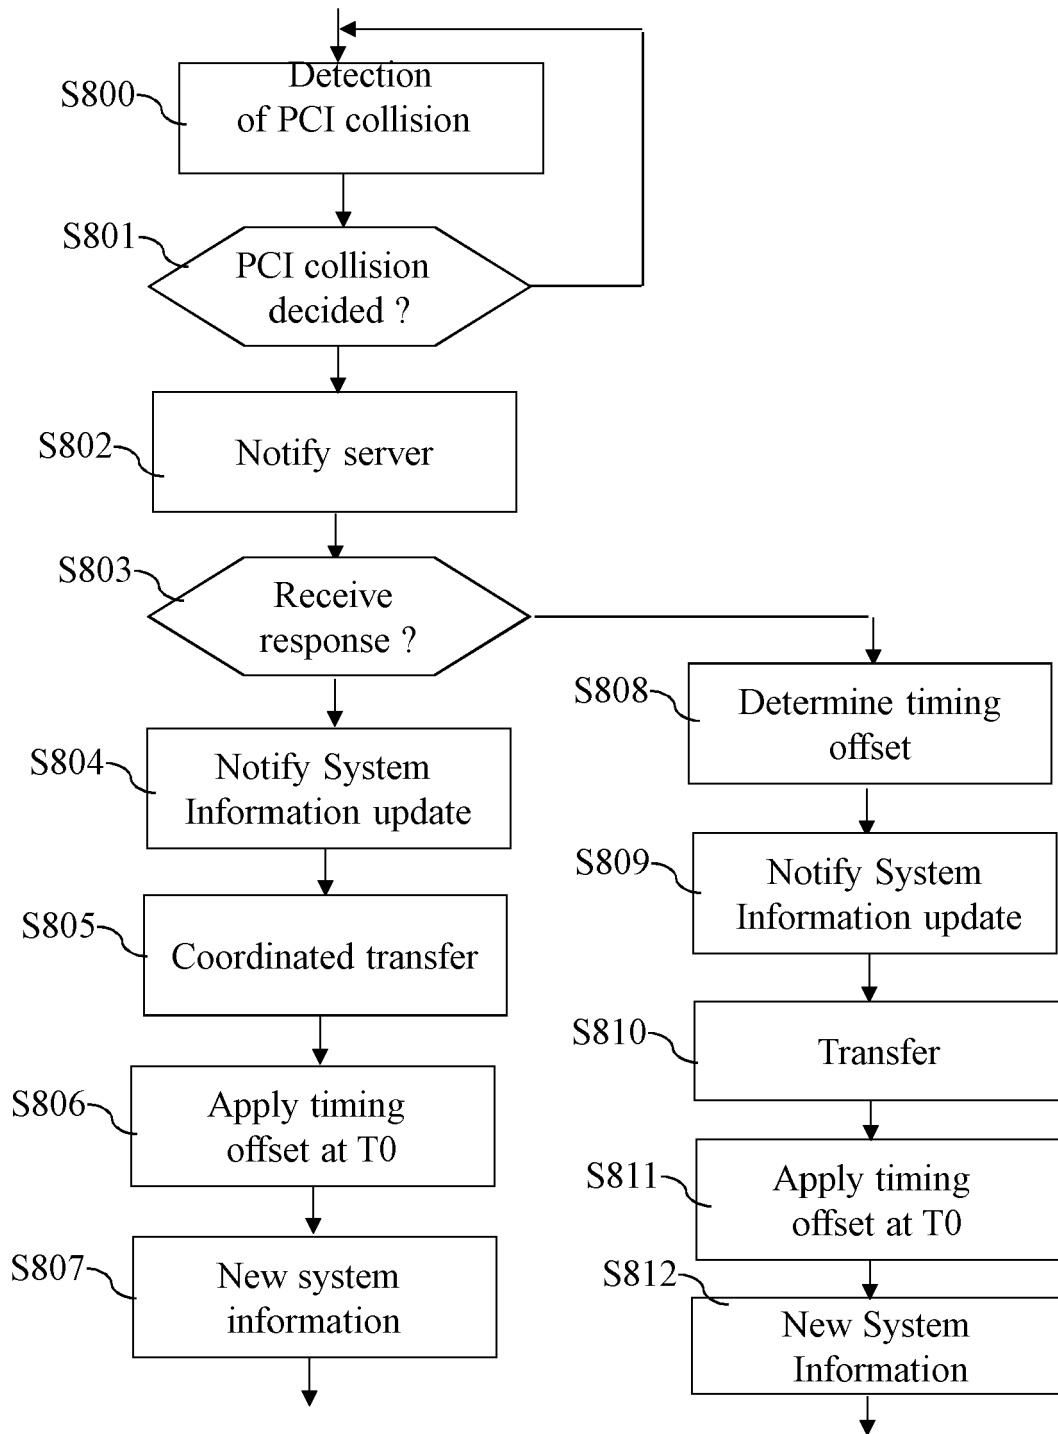 S800
Detection
of PCI collision
S801
PCI collision
decided ?
S802
Notify server
S803
Receive
response ?
S804
Notify System
Information update
S805
Coordinated transfer
S806
Apply timing
offset at T0
S807
New system
information
S808
Determine timing
offset
S809
Notify System
Information update
S810
Transfer
S811
Apply timing
offset at T0
S812
New System
Information